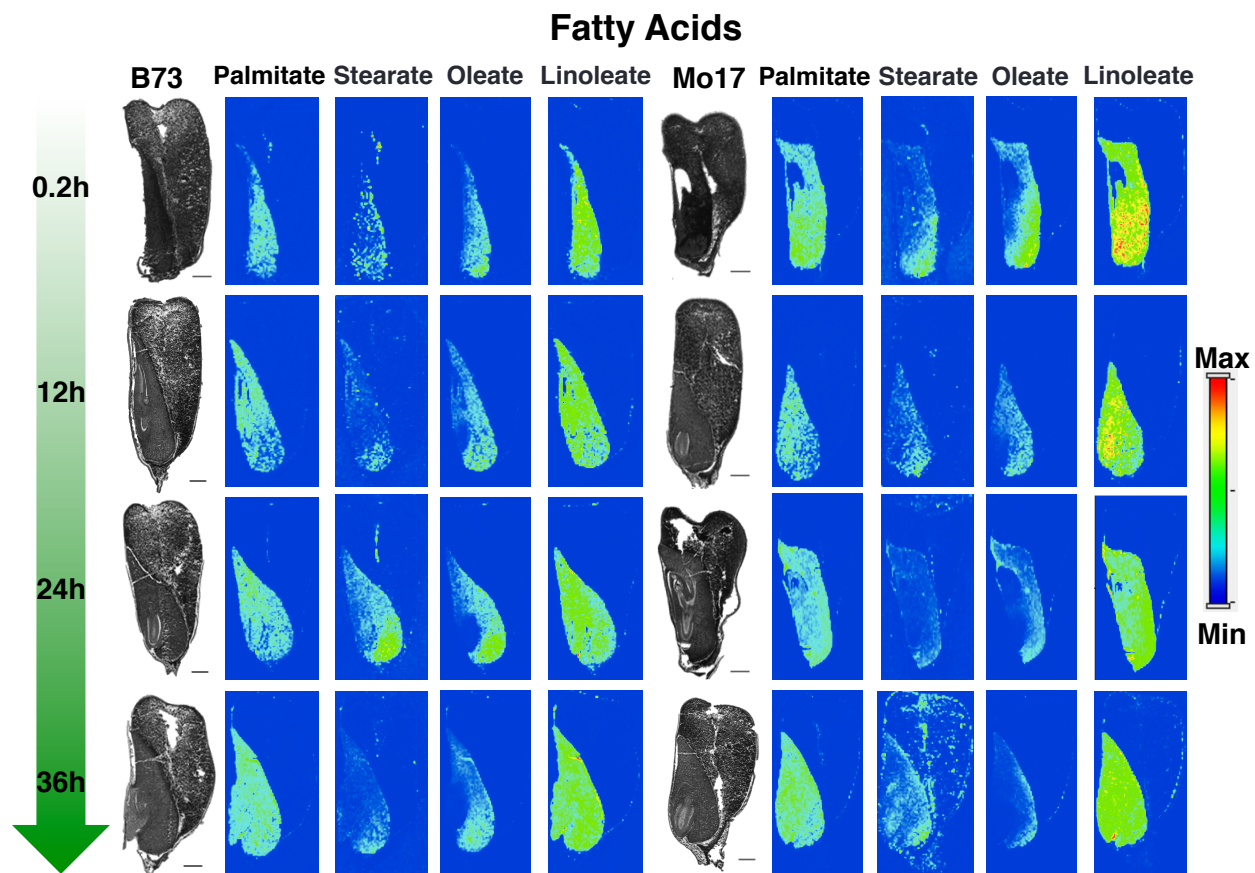 Fatty Acids
B73 Palmitate Stearate Oleate Linoleate Mo17 Palmitate Stearate Oleate Linoleate
0.2h
12h
Max
24h
Min
36h